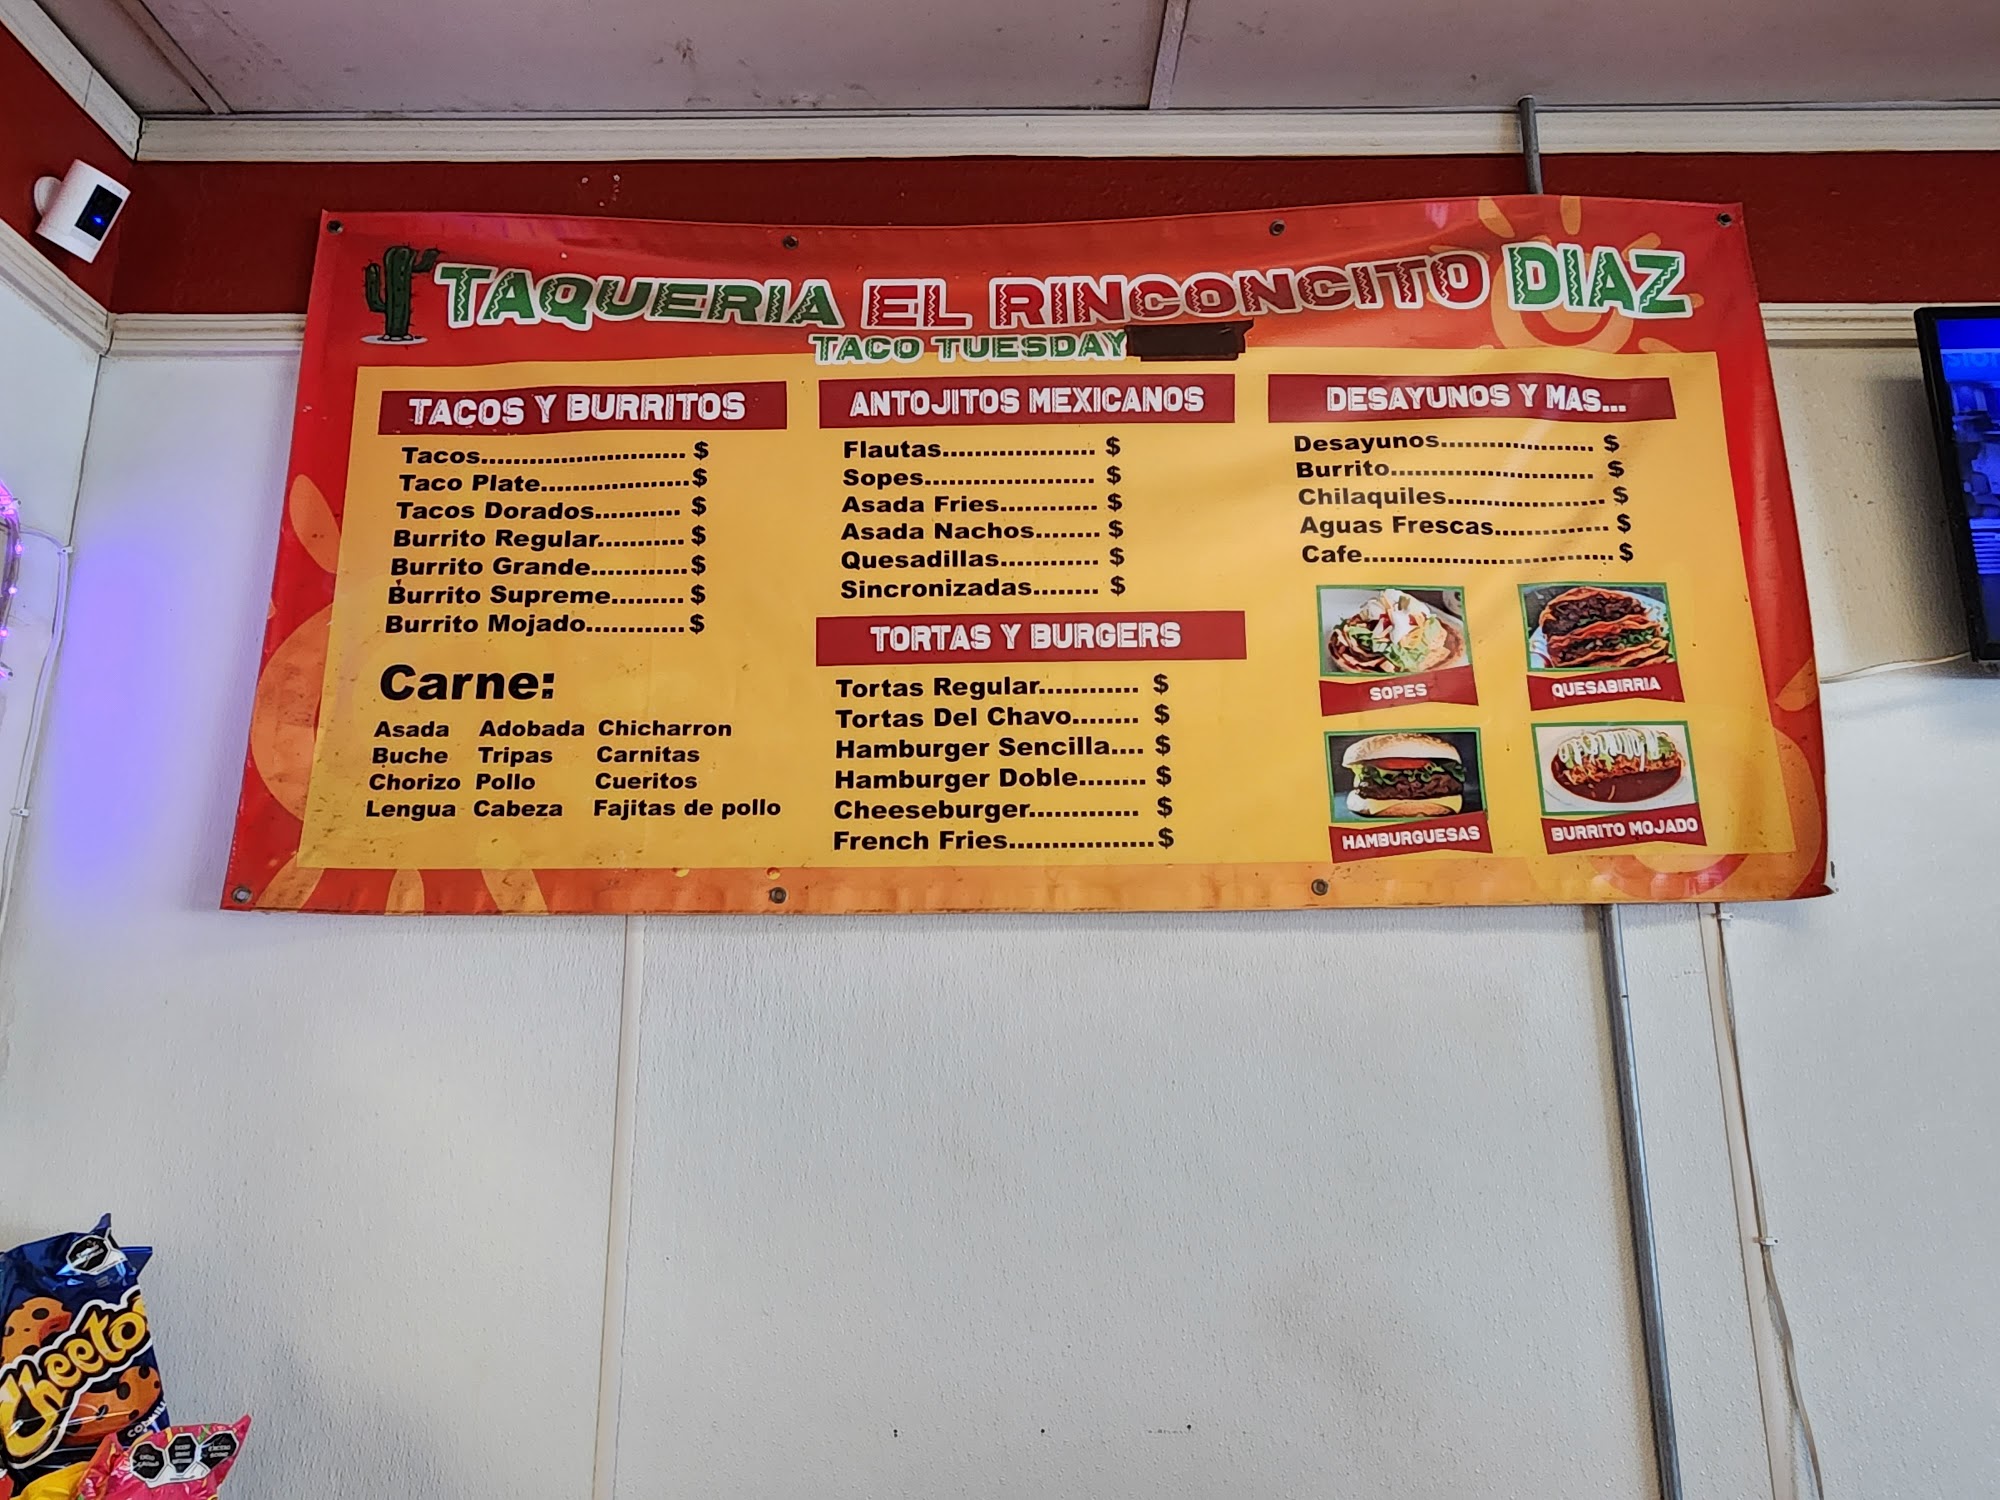 TAQUERIA EL RINCONCITO DIAZ
TACO TUESDAY
TACOS Y BURRITOS
Tacos......................... $
Taco Plate...................$
Tacos Dorados........... $
Burrito Regular........... $
Burrito Grande............$
Burrito Supreme......... $
Burrito Mojado............$
Carne:
Asada Adobada Chicharron
Buche Tripas Carnitas
Chorizo Pollo Cueritos
Lengua Cabeza Fajitas de pollo
ANTOJITOS MEXICANOS
Flautas................... $
Sopes..................... $
Asada Fries............ $
Asada Nachos........ $
Quesadillas............ $
Sincronizadas........ $
TORTAS Y BURGERS
Tortas Regular............ $
Tortas Del Chavo........ $
Hamburger Sencilla.... $
Hamburger Doble........ $
Cheeseburger............. $
French Fries..................$
DESAYUNOS Y MAS...
Desayunos.................... $
Burrito......................... $
Chilaquiles.................... $
Aguas Frescas.............. $
Cafe...............................$
SOPES
QUESABIRRIA
HAMBURGUESAS
BURRITO MOJADO
Cheetos